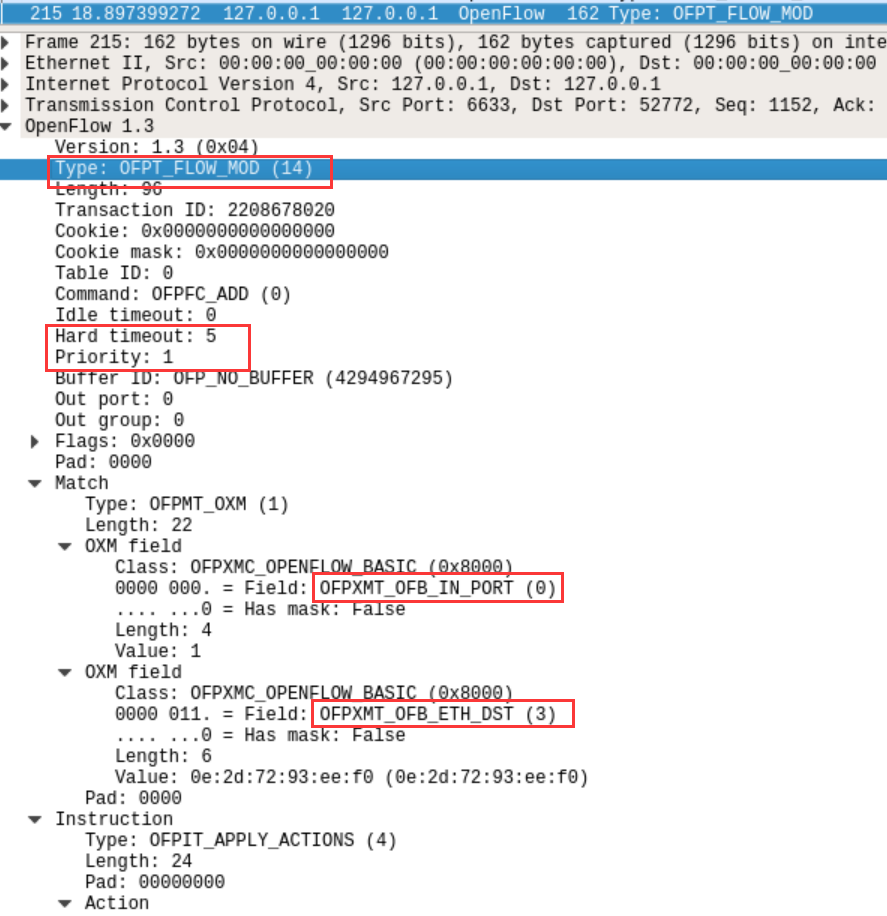 215 18.897399272 127.0.0.1 127.0.0.1 OpenFlow 162 Type: OFPT_FLOW_MOD
Frame 215: 162 bytes on wire (1296 bits), 162 bytes captured (1296 bits) on inte
Ethernet II, Src: 00:00:00_00:00:00 (00:00:00:00:00:00), Dst: 00:00:00_00:00:00
Internet Protocol Version 4, Src: 127.0.0.1, Dst: 127.0.0.1
Transmission Control Protocol, Src Port: 6633, Dst Port: 52772, Seq: 1152, Ack:
OpenFlow 1.3
Version: 1.3 (0x04)
Type: OFPT_FLOW_MOD (14)
Length: 96
Transaction ID: 2208678020
Cookie: 0x0000000000000000
Cookie mask: 0x0000000000000000
Table ID: 0
Command: OFPFC_ADD (0)
Idle timeout: 0
Hard timeout: 5
Priority: 1
Buffer ID: OFP_NO_BUFFER (4294967295)
Out port: 0
Out group: 0
Flags: 0x0000
Pad: 0000
Match
Type: OFPMT_OXM (1)
Length: 22
OXM field
Class: OFPXMC_OPENFLOW_BASIC (0x8000)
0000 000. = Field: OFPXMT_OFB_IN_PORT (0)
.... ...0 = Has mask: False
Length: 4
Value: 1
OXM field
Class: OFPXMC_OPENFLOW_BASIC (0x8000)
0000 011. = Field: OFPXMT_OFB_ETH_DST (3)
.... ...0 = Has mask: False
Length: 6
Value: 0e:2d:72:93:ee:f0 (0e:2d:72:93:ee:f0)
Pad: 0000
Instruction
Type: OFPIT_APPLY_ACTIONS (4)
Length: 24
Pad: 00000000
Action